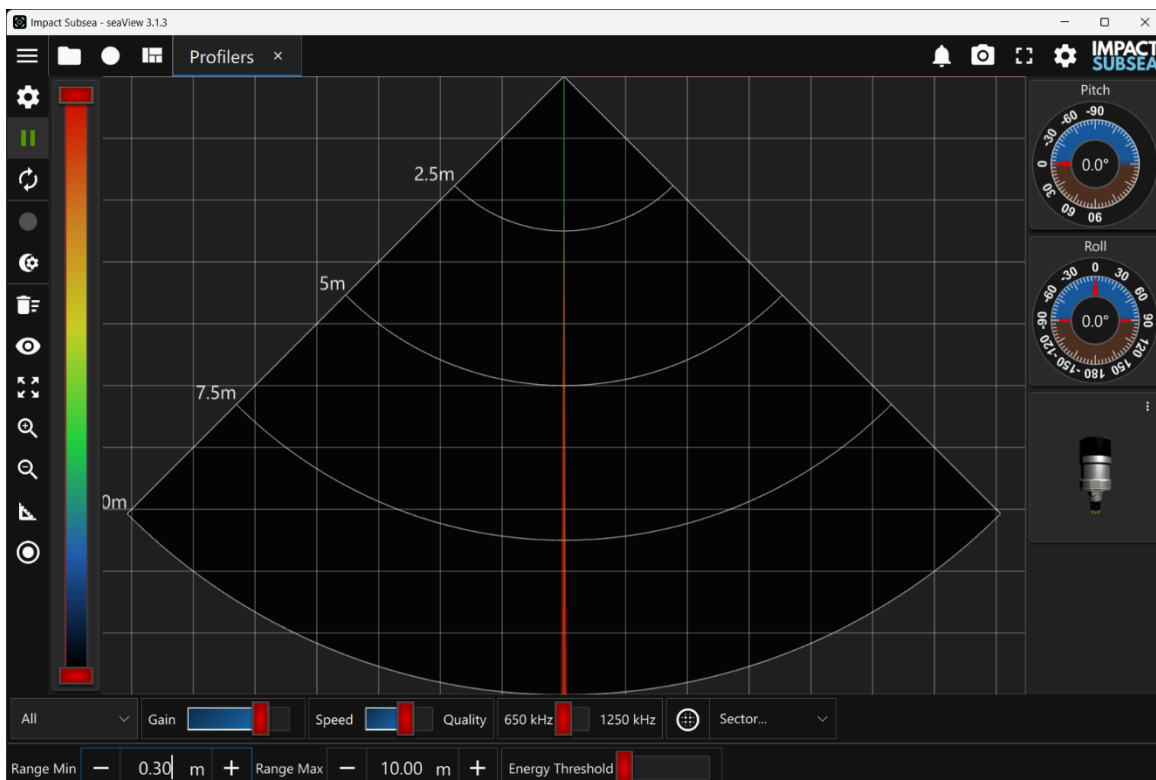 Impact Subsea - seaView 3.1.3
Profilers ×
IMPACT
SUBSEA
Pitch
-90
-60
-30
0
30
60
90
0.0°
Roll
0
-30 30
-60 60
-90 90
-120 120
-150 150
180
0.0°
2.5m
5m
7.5m
0m
All Gain Speed Quality 650 kHz 1250 kHz Sector...
Range Min − 0.30 m + Range Max − 10.00 m + Energy Threshold